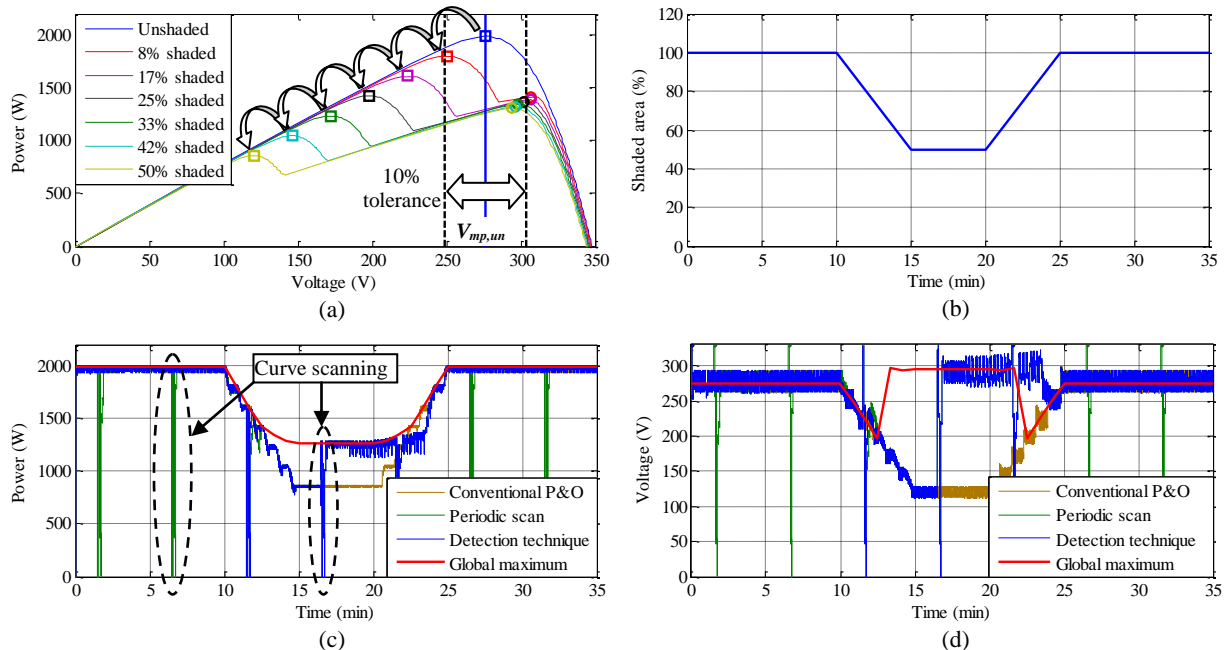 2000
1500
1000
500
0
Power (W)
Unshaded
8% shaded
17% shaded
25% shaded
33% shaded
42% shaded
50% shaded
10%
tolerance
Vmp,un
0 50 100 150 200 250 300 350
Voltage (V)
(a)
120
100
80
60
40
20
0
Shaded area (%)
0 5 10 15 20 25 30 35
Time (min)
(b)
2000
1500
1000
500
0
Power (W)
Curve scanning
Conventional P&O
Periodic scan
Detection technique
Global maximum
0 5 10 15 20 25 30 35
Time (min)
(c)
300
250
200
150
100
50
0
Voltage (V)
Conventional P&O
Periodic scan
Detection technique
Global maximum
0 5 10 15 20 25 30 35
Time (min)
(d)